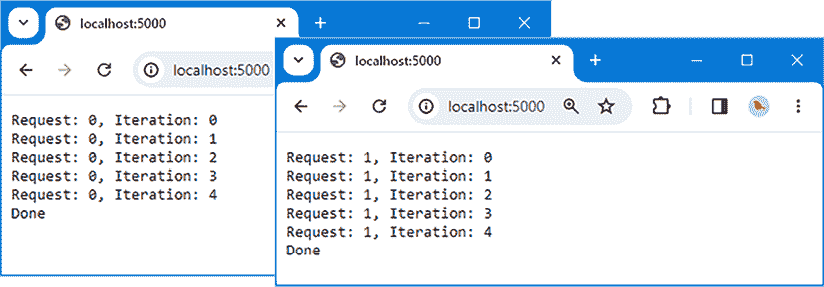 localhost:5000
localhost:5000
Request: 0, Iteration: 0
Request: 0, Iteration: 1
Request: 0, Iteration: 2
Request: 0, Iteration: 3
Request: 0, Iteration: 4
Done
localhost:5000
localhost:5000
Request: 1, Iteration: 0
Request: 1, Iteration: 1
Request: 1, Iteration: 2
Request: 1, Iteration: 3
Request: 1, Iteration: 4
Done